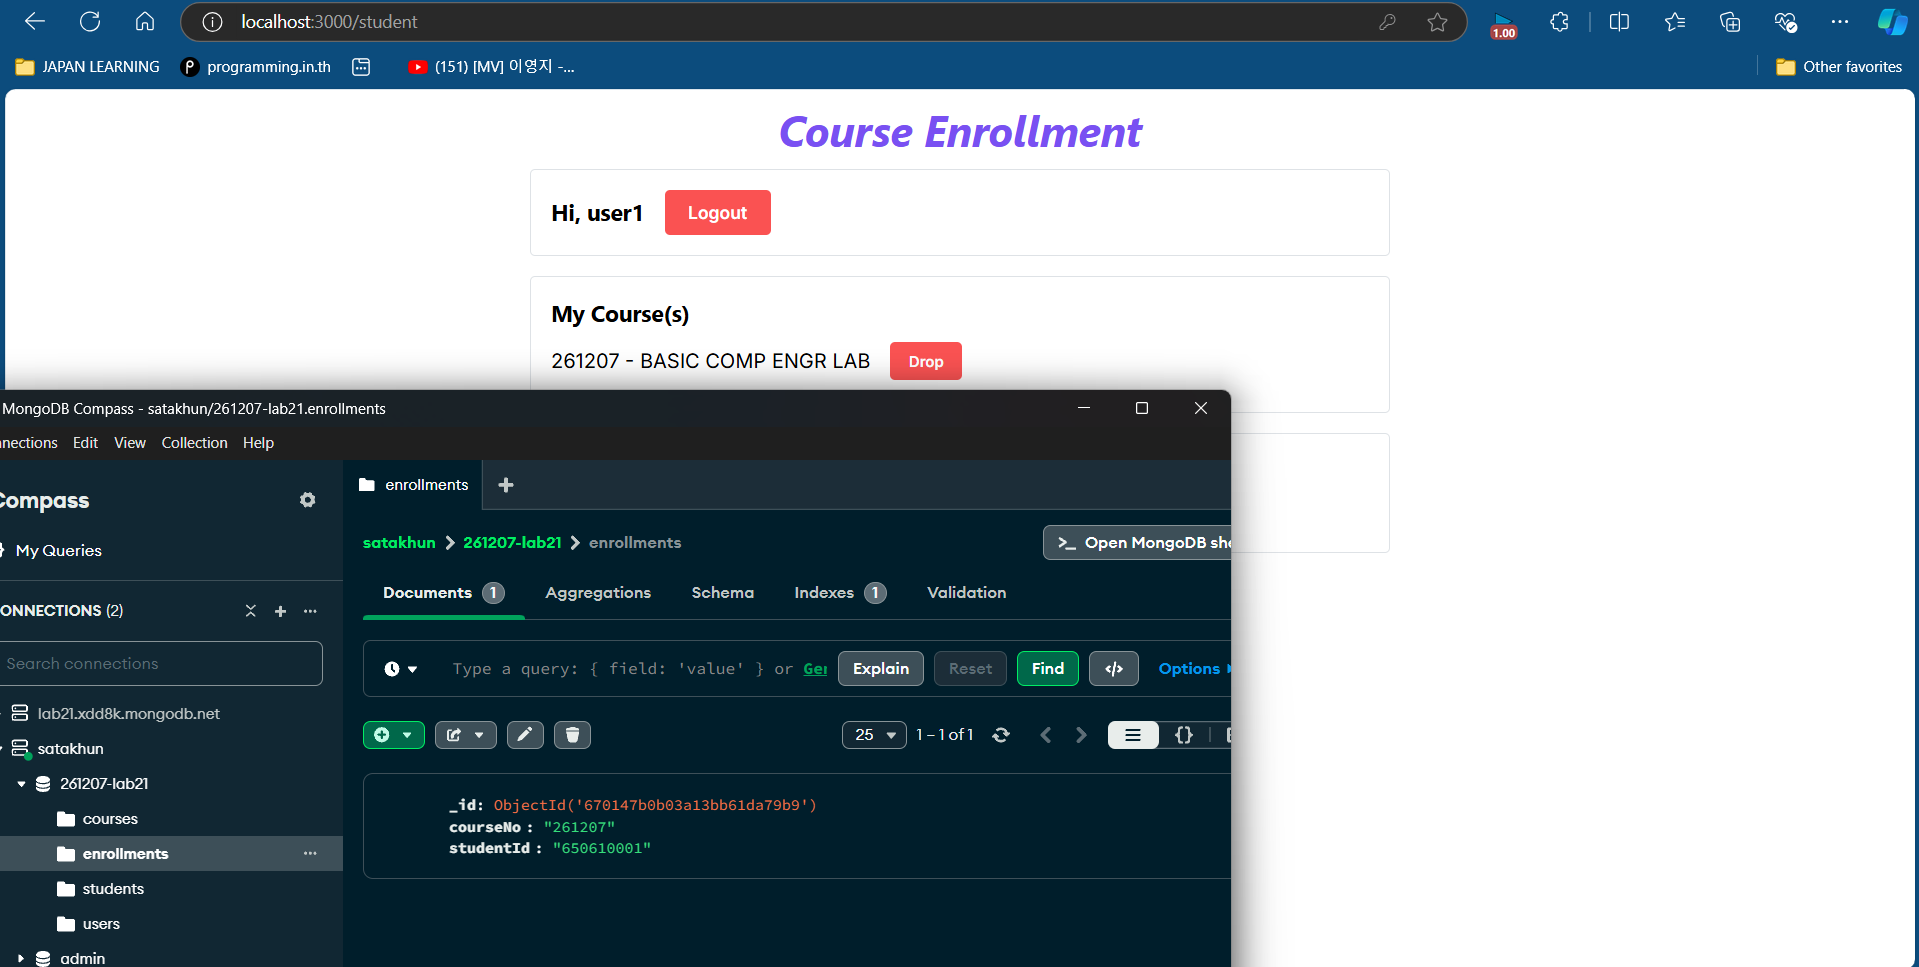 localhost:3000/student
1.00
JAPAN LEARNING
programming.in.th
(151) [MV] 이영지 -...
Other favorites
Course Enrollment
Hi, user1
Logout
My Course(s)
261207 - BASIC COMP ENGR LAB
Drop
MongoDB Compass - satakhun/261207-lab21.enrollments
nnections Edit View Collection Help
Compass
My Queries
ONNECTIONS (2)
Search connections
lab21.xdd8k.mongodb.net
satakhun
261207-lab21
courses
enrollments
students
users
admin
enrollments
satakhun > 261207-lab21 > enrollments
>_ Open MongoDB she
Documents 1 Aggregations Schema Indexes 1 Validation
Type a query: { field: 'value' } or Ger
Explain Reset Find </> Options
25 1 – 1 of 1 {}
_id: ObjectId('670147b0b03a13bb61da79b9')
courseNo : "261207"
studentId : "650610001"